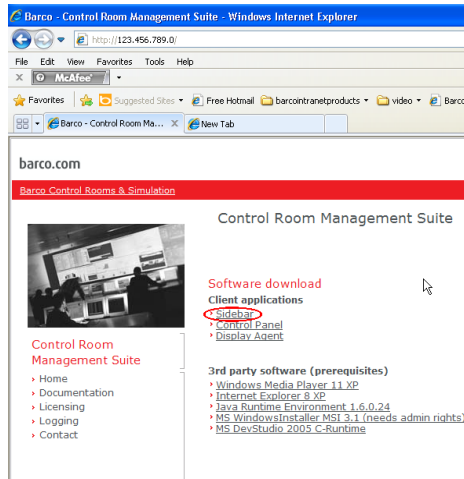 Barco - Control Room Management Suite - Windows Internet Explorer
http://123.456.789.0/
File Edit View Favorites Tools Help
X McAfee
Favorites Suggested Sites Free Hotmail barcointranetproducts video Barco
Barco - Control Room Ma... X New Tab
barco.com
Barco Control Rooms & Simulation
Control Room Management Suite
Software download
Client applications
Sidebar
Control Panel
Display Agent
Control Room
Management Suite
Home
Documentation
Licensing
Logging
Contact
3rd party software (prerequisites)
Windows Media Player 11 XP
Internet Explorer 8 XP
Java Runtime Environment 1.6.0.24
MS WindowsInstaller MSI 3.1 (needs admin rights)
MS DevStudio 2005 C-Runtime